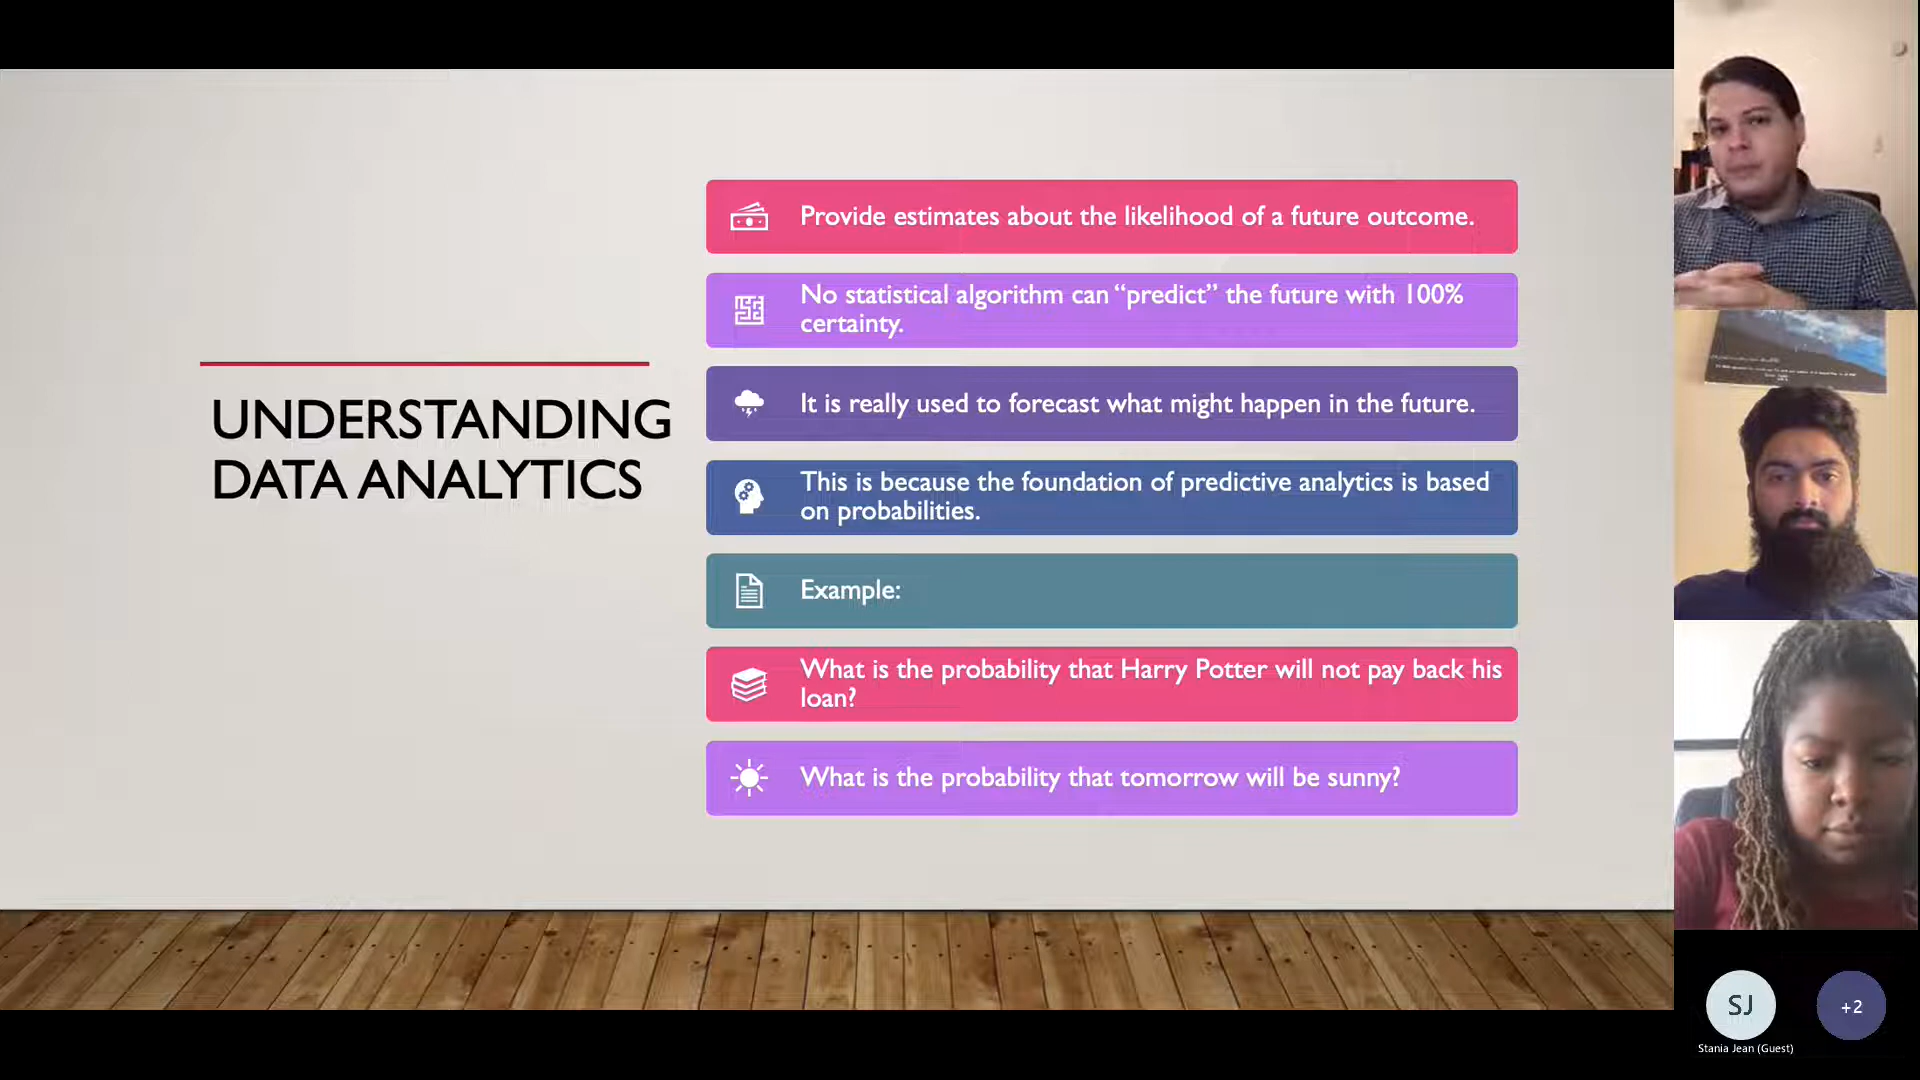 UNDERSTANDING
DATA ANALYTICS
Provide estimates about the likelihood of a future outcome.
No statistical algorithm can “predict” the future with 100%
certainty.
It is really used to forecast what might happen in the future.
This is because the foundation of predictive analytics is based
on probabilities.
Example:
What is the probability that Harry Potter will not pay back his
loan?
What is the probability that tomorrow will be sunny?
SJ
+2
Stania Jean (Guest)